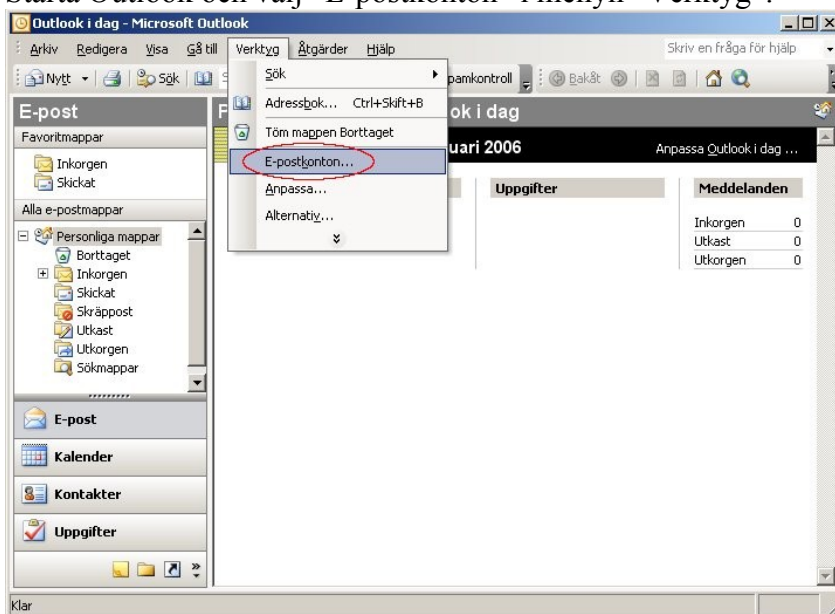 Starta Outlook och välj "E-postkonton" i menyn "Verktyg".
Outlook i dag - Microsoft Outlook
Arkiv Redigera Visa Gå till Verktyg Åtgärder Hjälp Skriv en fråga för hjälp
Nytt Sök pamkontroll Bakåt
Sök
Adressbok... Ctrl+Skift+B
Töm mappen Borttaget
E-postkonton...
Anpassa...
Alternativ...
E-post
ok i dag
Favoritmappar
Inkorgen
Skickat
Alla e-postmappar
Personliga mappar
Borttaget
Inkorgen
Skickat
Skräppost
Utkast
Utkorgen
Sökmappar
E-post
Kalender
Kontakter
Uppgifter
uari 2006 Anpassa Outlook i dag ...
Uppgifter Meddelanden
Inkorgen 0
Utkast 0
Utkorgen 0
Klar